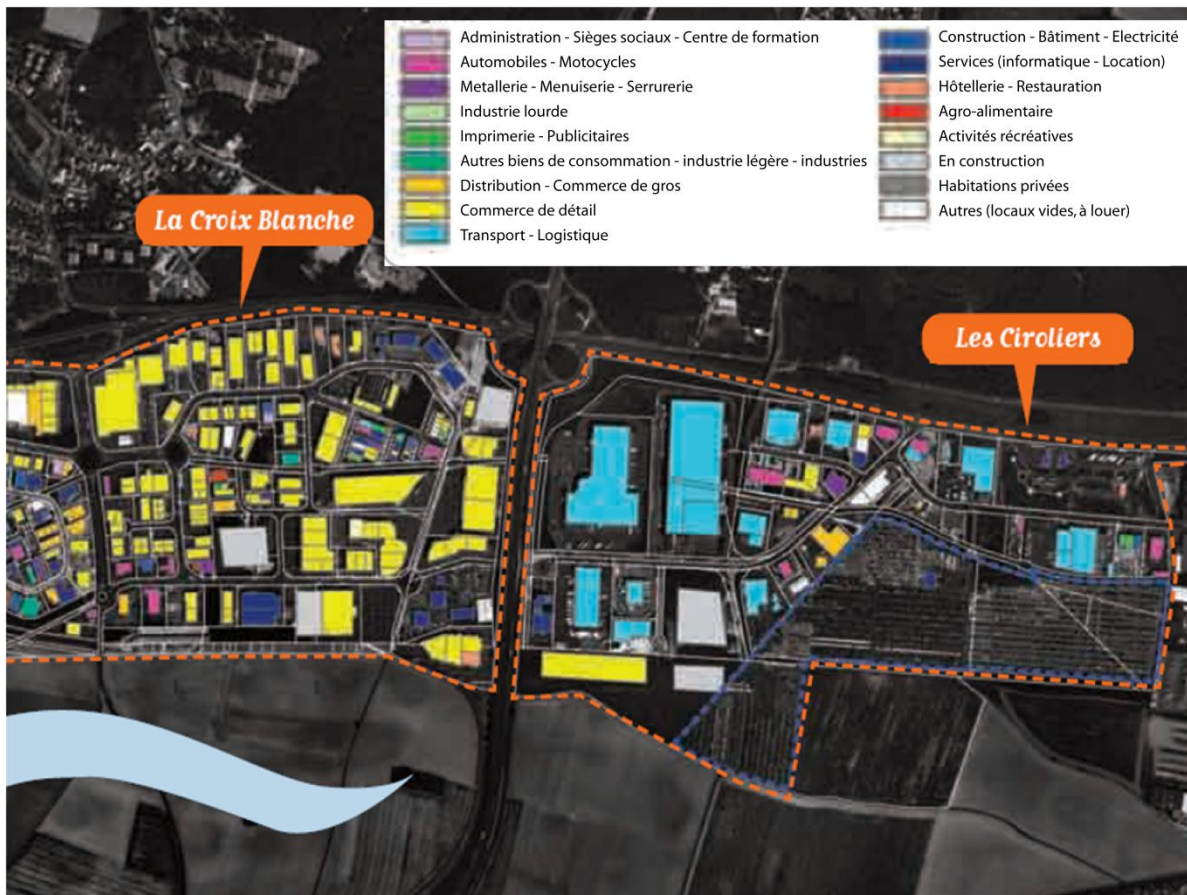 Administration - Sièges sociaux - Centre de formation
Automobiles - Motocycles
Metallerie - Menuiserie - Serrurerie
Industrie lourde
Imprimerie - Publicitaires
Autres biens de consommation - industrie légère - industries
Distribution - Commerce de gros
Commerce de détail
Transport - Logistique
Construction - Bâtiment - Electricité
Services (informatique - Location)
Hôtellerie - Restauration
Agro-alimentaire
Activités récréatives
En construction
Habitations privées
Autres (locaux vides, à louer)
La Croix Blanche
Les Ciroliers